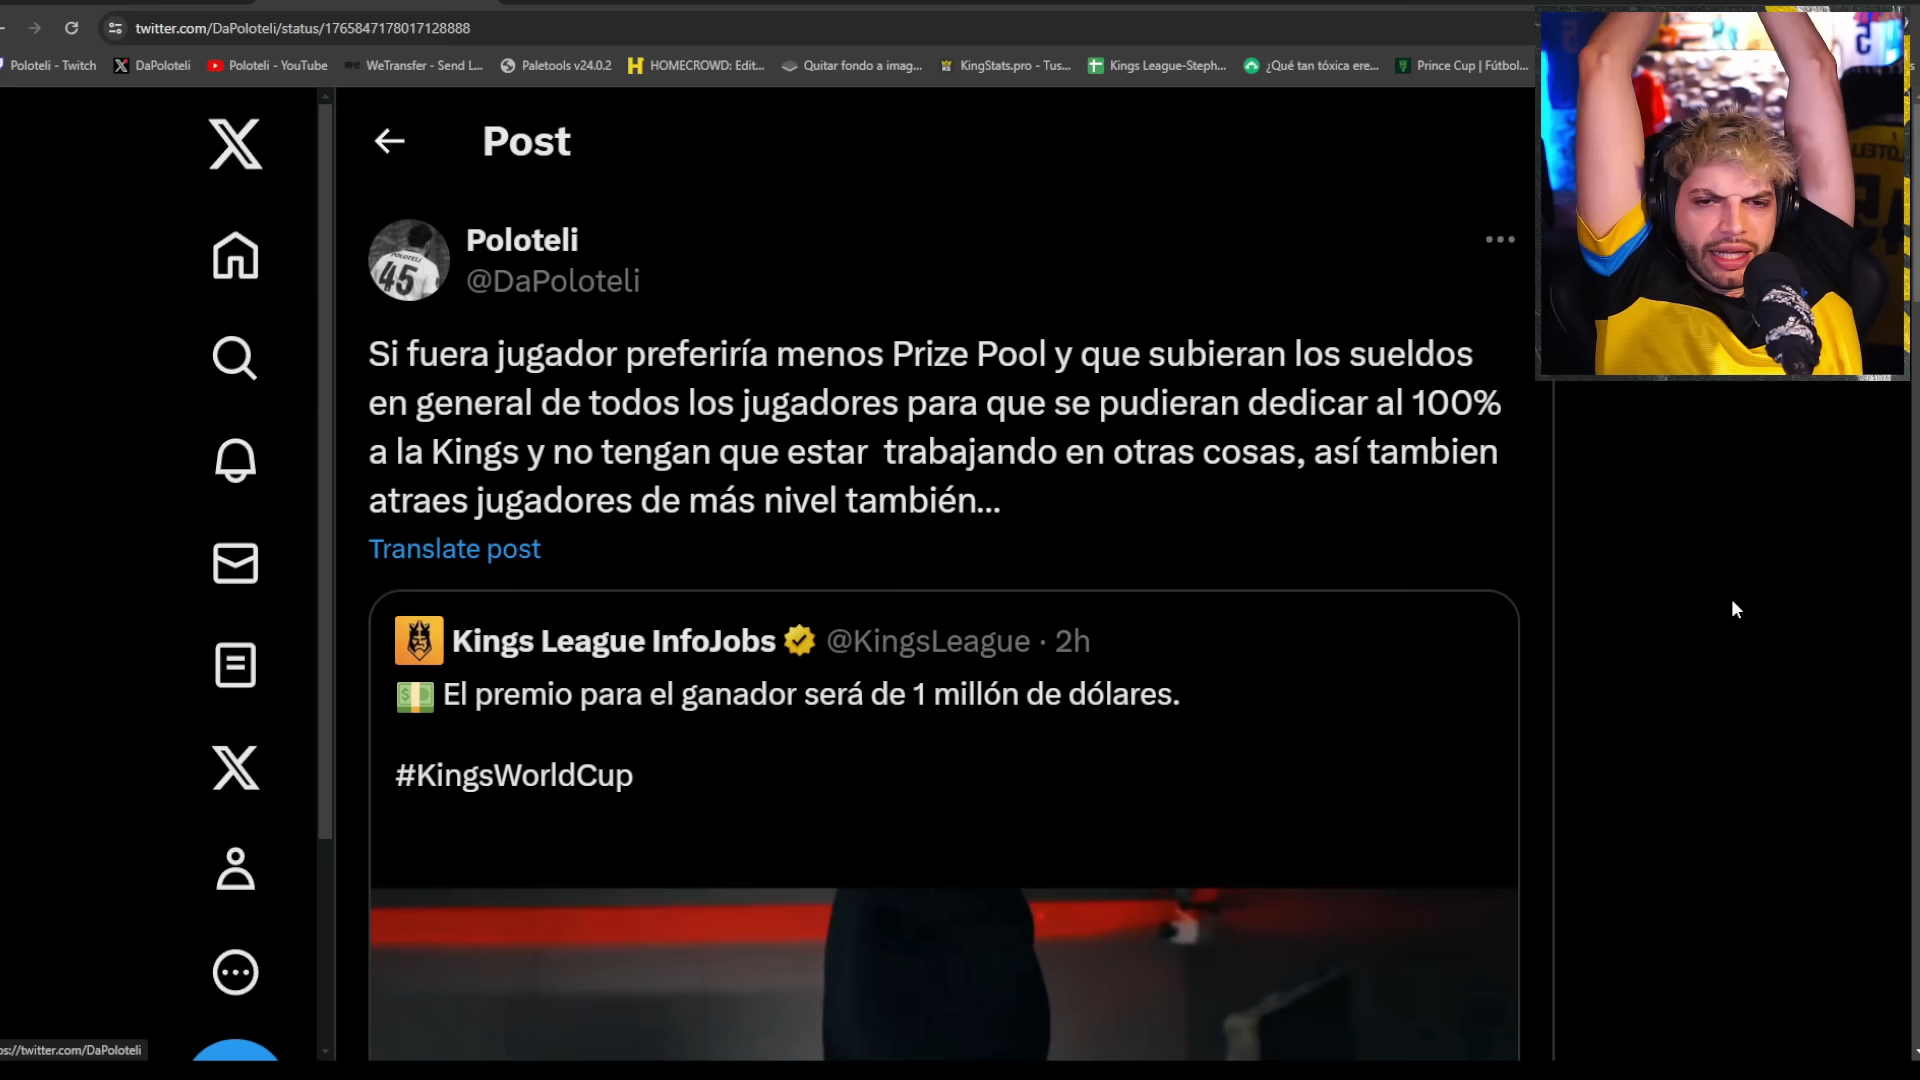 twitter.com/DaPoloteli/status/1765847178017128888
Poloteli - Twitch
DaPoloteli
Poloteli - YouTube
WeTransfer - Send L...
Paletools v24.0.2
HOMECROWD: Edit...
Quitar fondo a imag...
KingStats.pro - Tus...
Kings League-Steph...
¿Qué tan tóxica ere...
Prince Cup | Fútbol...
Post
Poloteli
@DaPoloteli
45
Si fuera jugador preferiría menos Prize Pool y que subieran los sueldos
en general de todos los jugadores para que se pudieran dedicar al 100%
a la Kings y no tengan que estar trabajando en otras cosas, así tambien
atraes jugadores de más nivel también...
Translate post
Kings League InfoJobs @KingsLeague · 2h
El premio para el ganador será de 1 millón de dólares.
#KingsWorldCup
ps://twitter.com/DaPoloteli